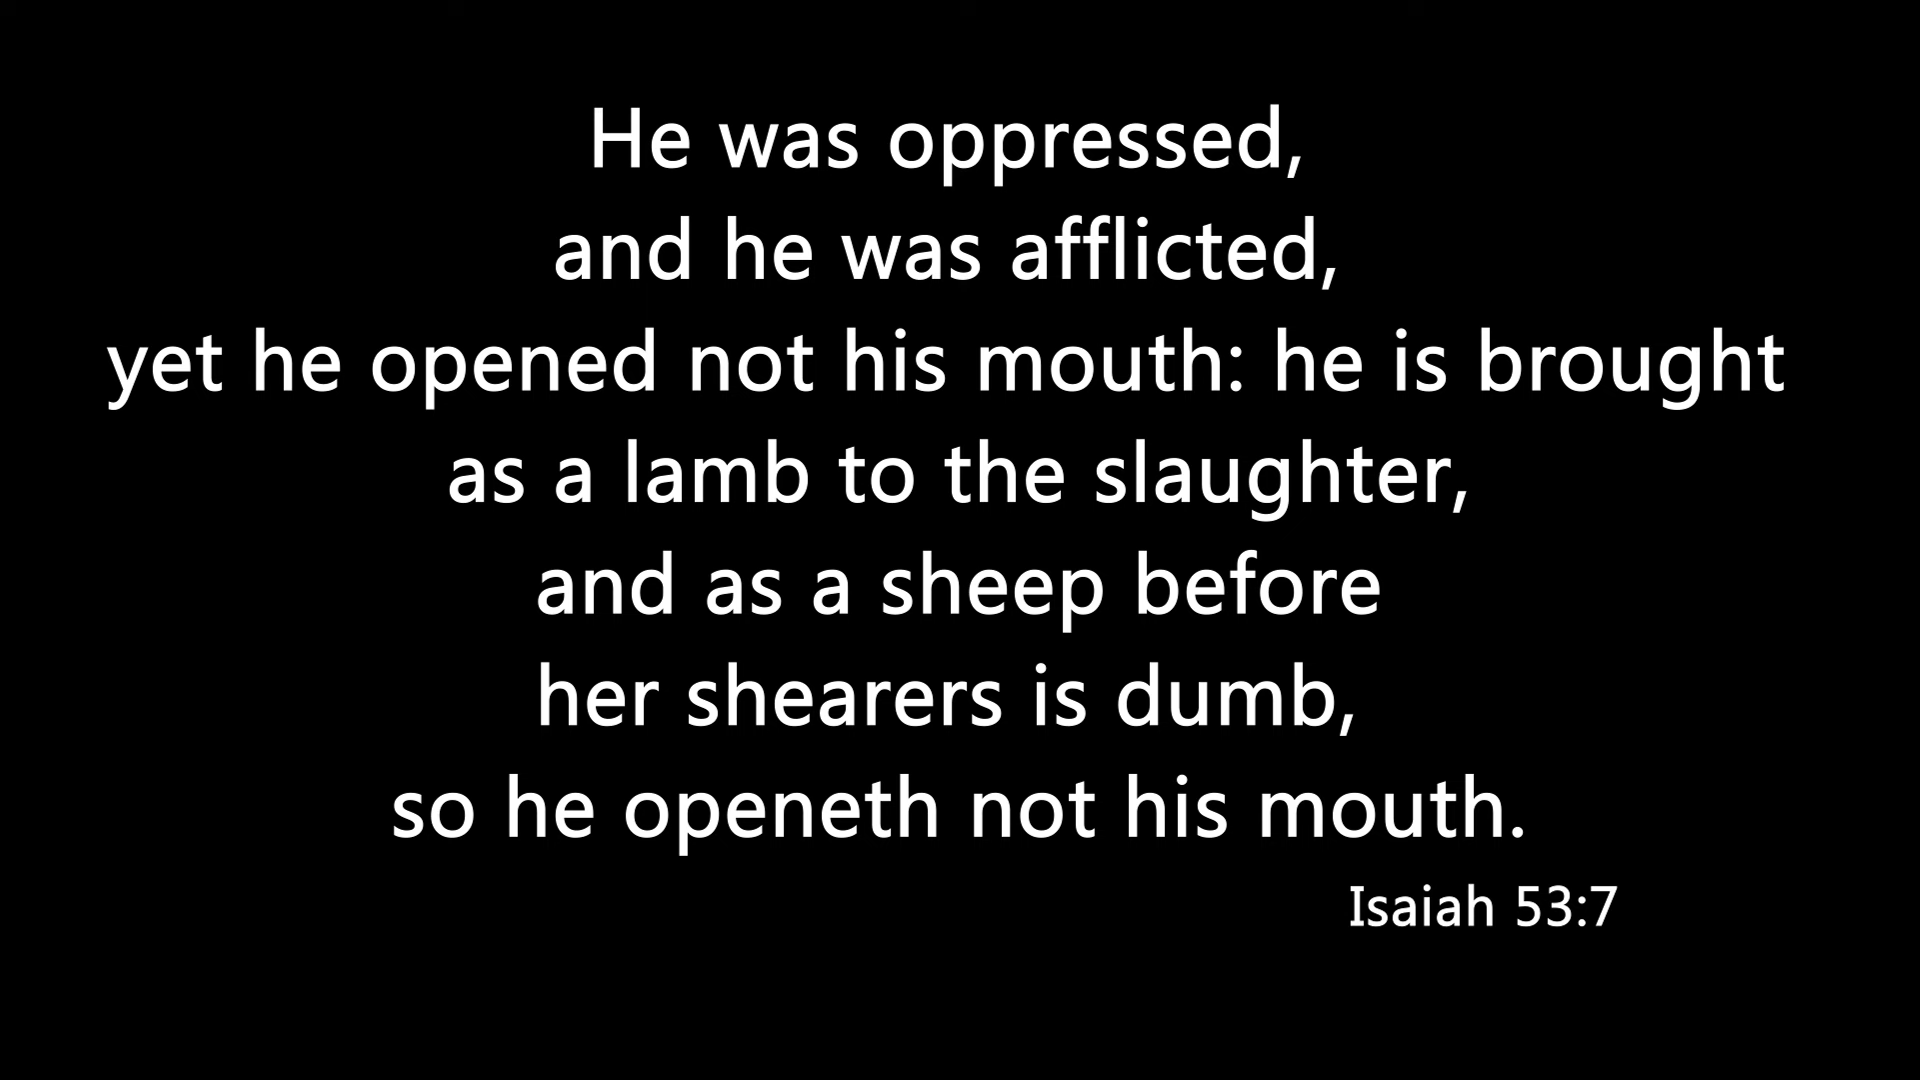 He was oppressed,
and he was afflicted,
yet he opened not his mouth: he is brought
as a lamb to the slaughter,
and as a sheep before
her shearers is dumb,
so he openeth not his mouth.
Isaiah 53:7